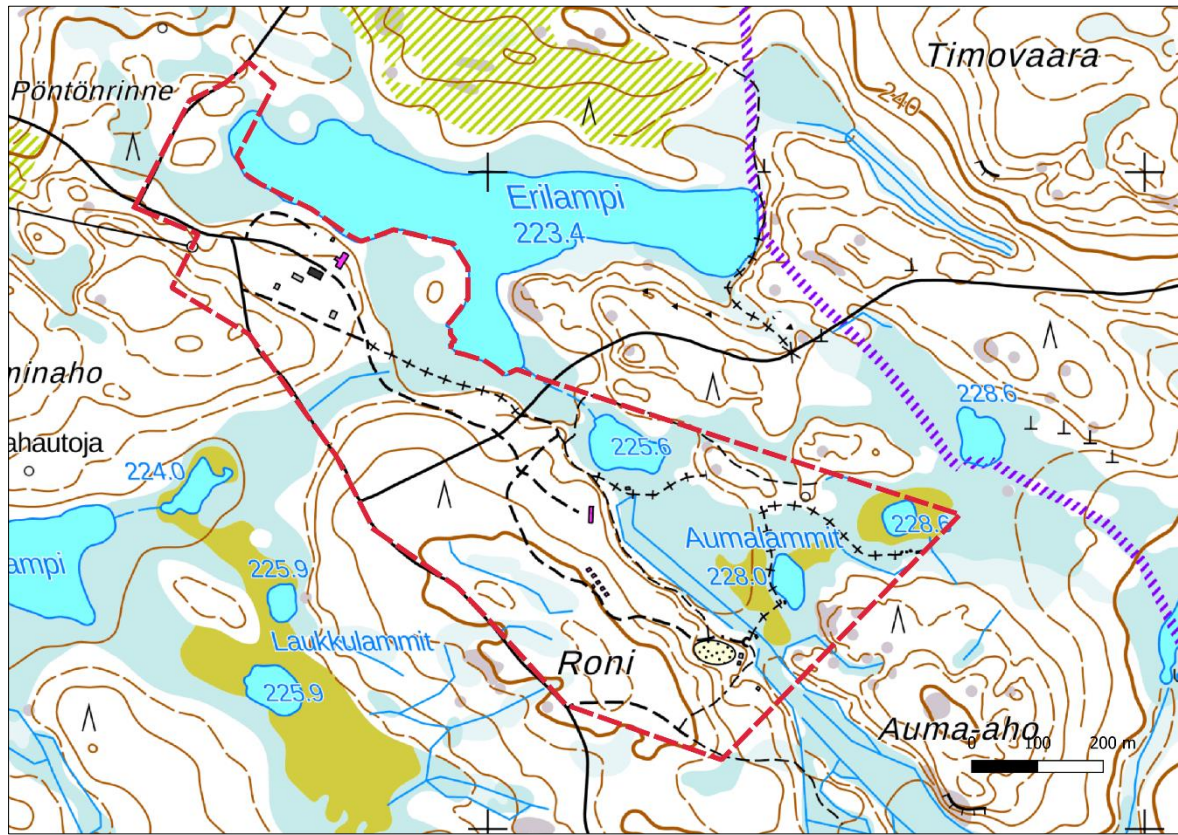 Timovaara
Pöntönrinne
240
Erilampi
223.4
minaho
ahautoja
228.6
225.6
224.0
228.6
Aumalammit
ampi
225.9
228.0
Laukkulammit
Roni
225.9
Auma-aho
0 100 200 m